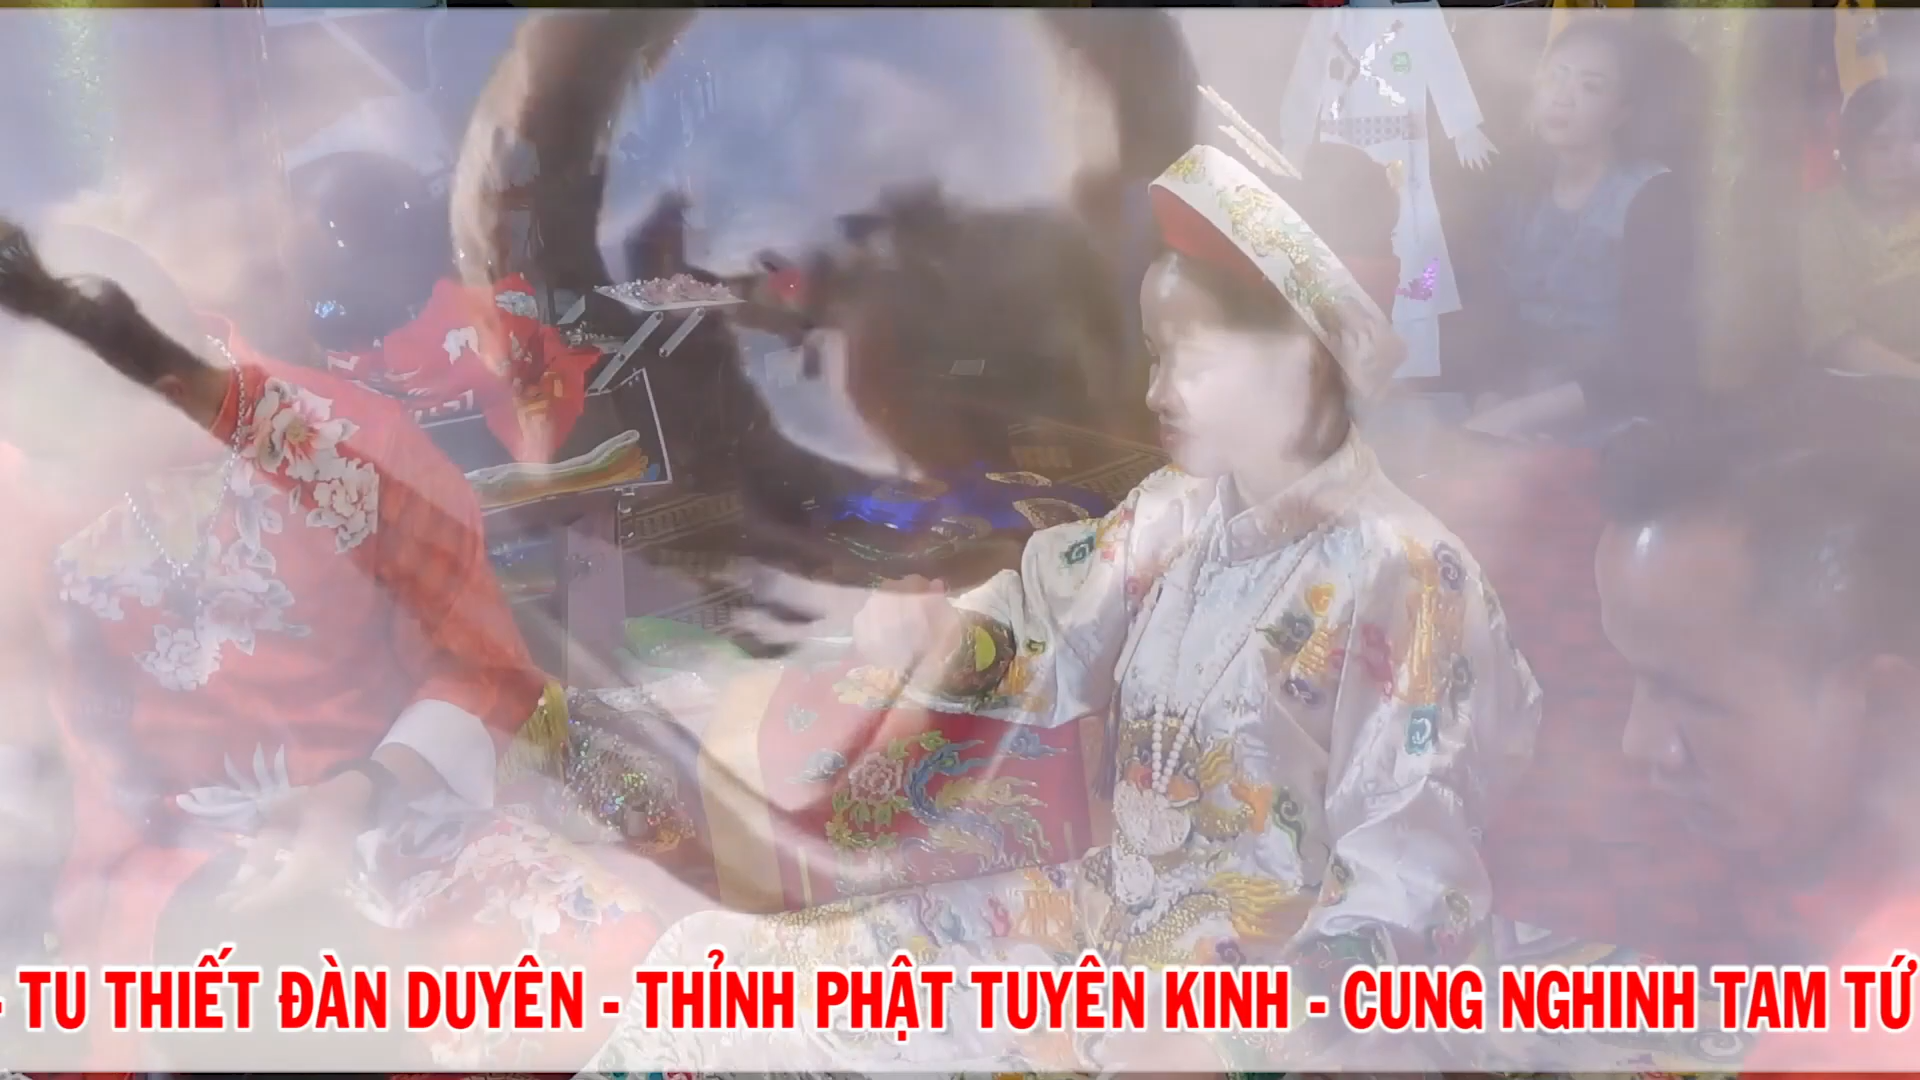 - TU THIẾT ĐÀN DUYÊN - THỈNH PHẬT TUYÊN KINH - CUNG NGHINH TAM TỨ